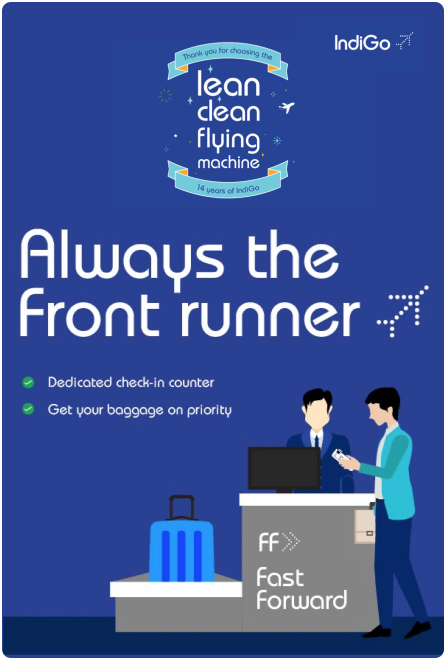 IndiGo
Thank you for choosing the
lean
clean
flying
machine
14 years of IndiGo
Always the
Front runner
Dedicated check-in counter
Get your baggage on priority
FF
Fast
Forward